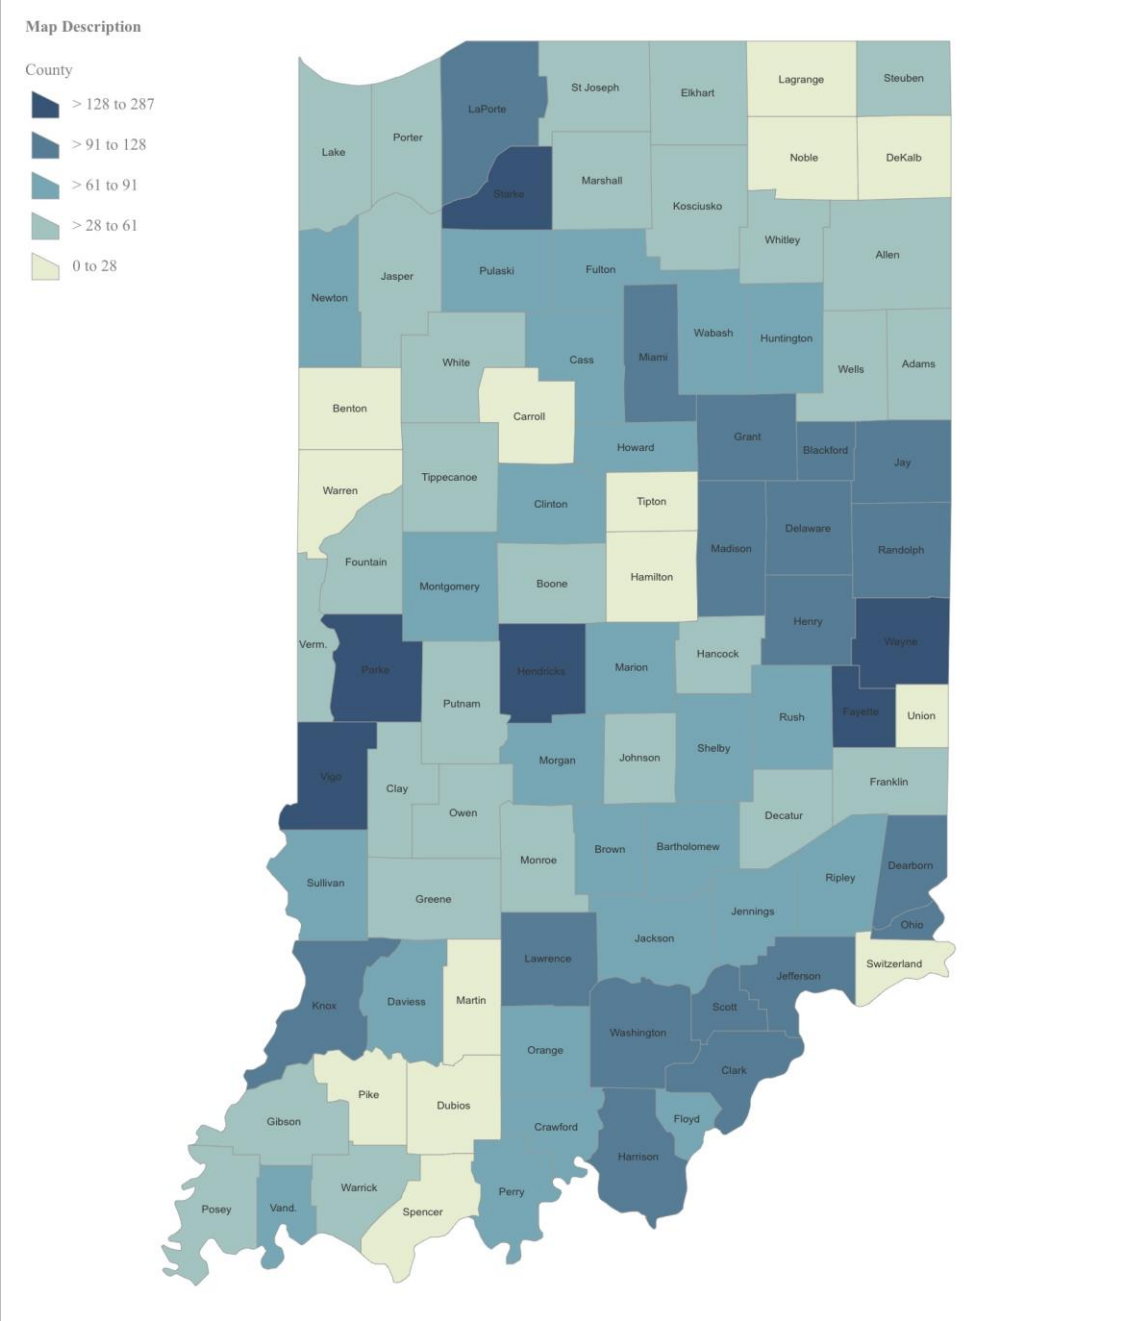 Map Description
County
> 128 to 287
> 91 to 128
> 61 to 91
> 28 to 61
0 to 28
LaPorte
St Joseph
Elkhart
Lagrange
Steuben
Lake
Porter
Noble
DeKalb
Starke
Marshall
Kosciusko
Whitley
Allen
Newton
Jasper
Pulaski
Fulton
White
Cass
Miami
Wabash
Huntington
Wells
Adams
Benton
Carroll
Howard
Grant
Blackford
Jay
Warren
Tippecanoe
Clinton
Tipton
Madison
Delaware
Randolph
Fountain
Montgomery
Boone
Hamilton
Henry
Wayne
Verm.
Parke
Putnam
Hendricks
Marion
Hancock
Rush
Fayette
Union
Vigo
Clay
Owen
Morgan
Johnson
Shelby
Decatur
Franklin
Sullivan
Greene
Monroe
Brown
Bartholomew
Ripley
Dearborn
Jennings
Ohio
Jackson
Lawrence
Jefferson
Switzerland
Knox
Daviess
Martin
Washington
Scott
Orange
Clark
Gibson
Pike
Dubios
Crawford
Floyd
Harrison
Posey
Vand.
Warrick
Spencer
Perry